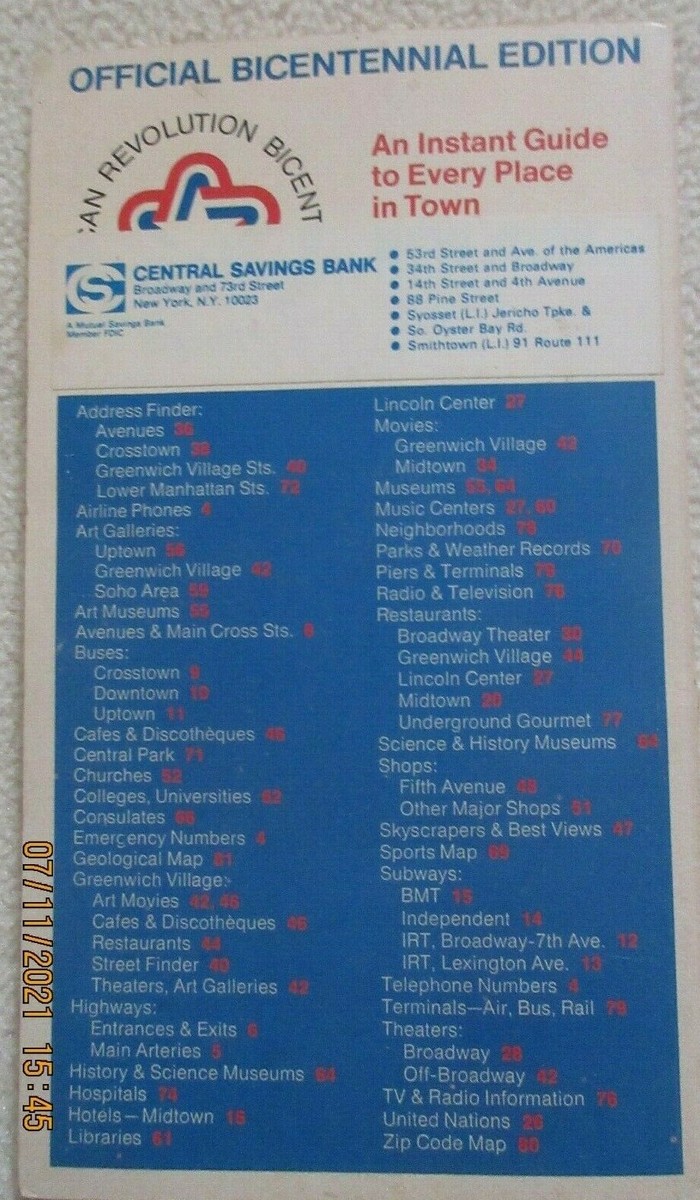 OFFICIAL BICENTENNIAL EDITION
CAN REVOLUTION BICENT
An Instant Guide
to Every Place
in Town
CENTRAL SAVINGS BANK
Broadway and 73rd Street
New York, N.Y. 10023
A Mutual Savings Bank
Member FDIC
● 53rd Street and Ave. of the Americas
● 34th Street and Broadway
● 14th Street and 4th Avenue
● 88 Pine Street
● Syosset (L.I.) Jericho Tpke. &
● So. Oyster Bay Rd.
● Smithtown (L.I.) 91 Route 111
Address Finder:
Avenues 36
Crosstown 38
Greenwich Village Sts. 40
Lower Manhattan Sts. 72
Airline Phones 4
Art Galleries:
Uptown 56
Greenwich Village 42
Soho Area 59
Art Museums 55
Avenues & Main Cross Sts. 8
Buses:
Crosstown 9
Downtown 10
Uptown 11
Cafes & Discothèques 46
Central Park 71
Churches 52
Colleges, Universities 62
Consulates 66
Emergency Numbers 4
Geological Map 81
Greenwich Village:
Art Movies 42, 46
Cafes & Discothèques 46
Restaurants 44
Street Finder 40
Theaters, Art Galleries 42
Highways:
Entrances & Exits 6
Main Arteries 5
History & Science Museums 64
Hospitals 74
Hotels – Midtown 16
Libraries 61
Lincoln Center 27
Movies:
Greenwich Village 42
Midtown 34
Museums 55, 64
Music Centers 27, 60
Neighborhoods 78
Parks & Weather Records 70
Piers & Terminals 79
Radio & Television 76
Restaurants:
Broadway Theater 30
Greenwich Village 44
Lincoln Center 27
Midtown 20
Underground Gourmet 77
Science & History Museums 64
Shops:
Fifth Avenue 48
Other Major Shops 51
Skyscrapers & Best Views 47
Sports Map 69
Subways:
BMT 15
Independent 14
IRT, Broadway-7th Ave. 12
IRT, Lexington Ave. 13
Telephone Numbers 4
Terminals—Air, Bus, Rail 79
Theaters:
Broadway 28
Off-Broadway 42
TV & Radio Information 76
United Nations 26
Zip Code Map 80
07/11/2021 15:45